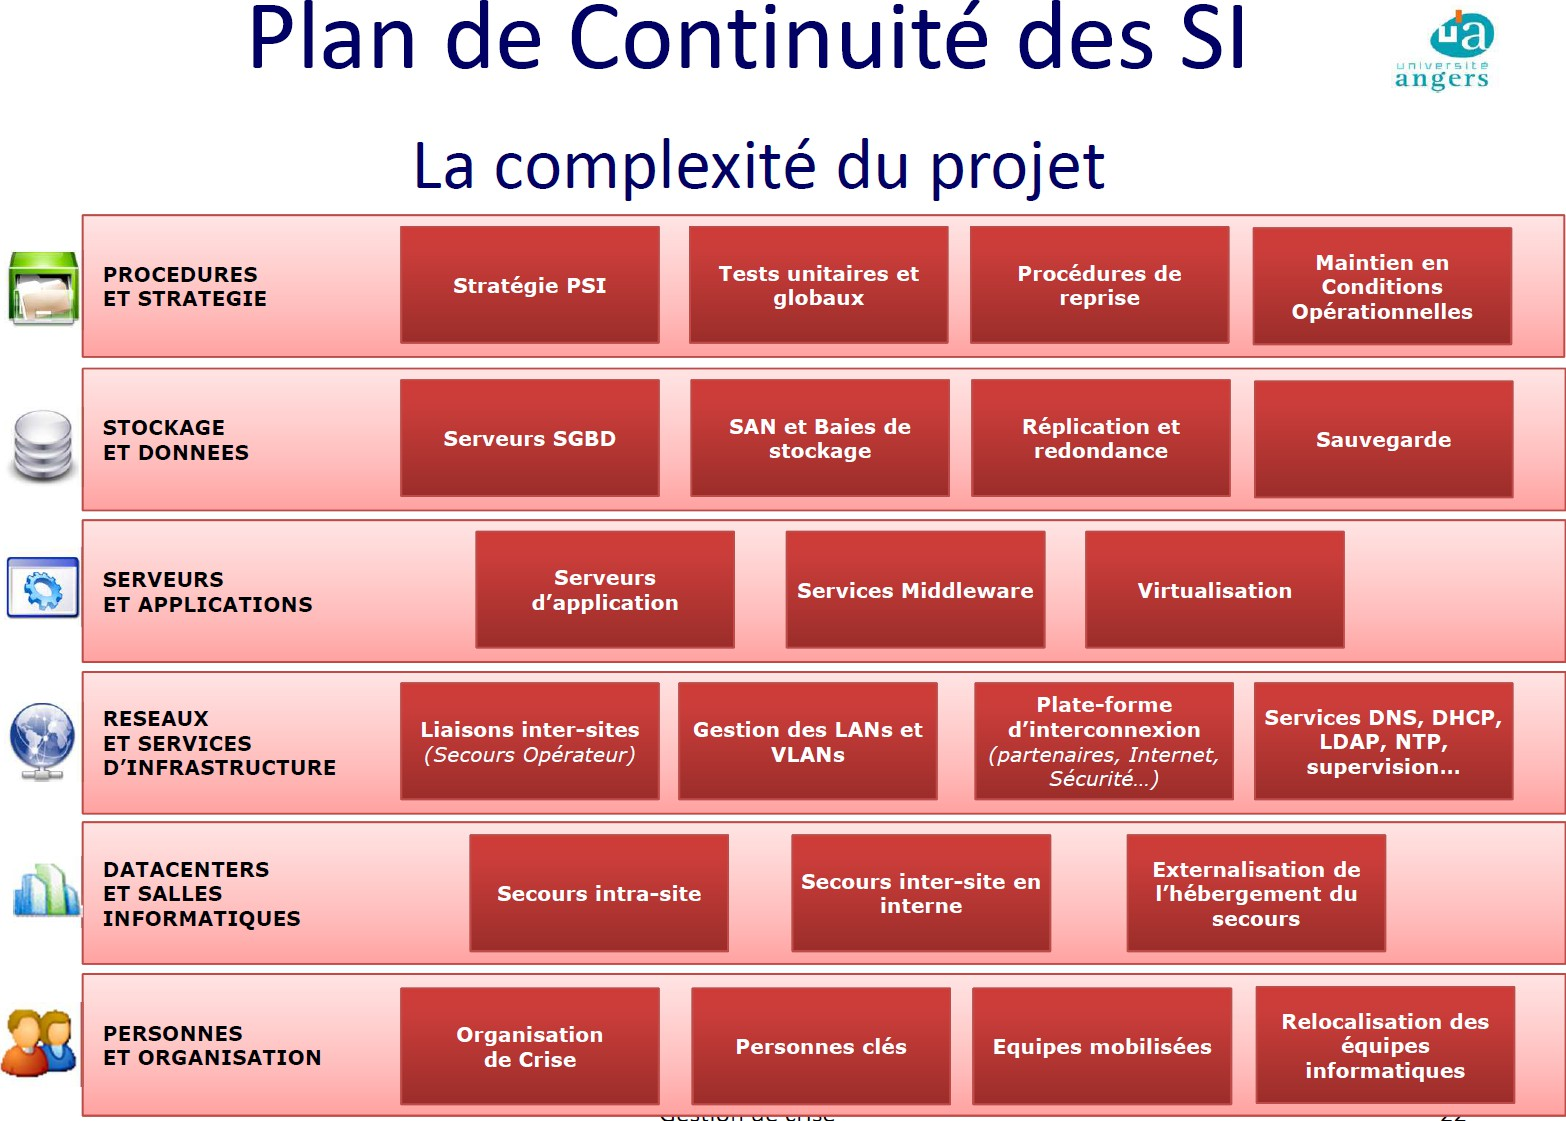 Plan de Continuité des SI
ua
université
angers
La complexité du projet
PROCEDURES
ET STRATEGIE
Stratégie PSI
Tests unitaires et
globaux
Procédures de
reprise
Maintien en
Conditions
Opérationnelles
STOCKAGE
ET DONNEES
Serveurs SGBD
SAN et Baies de
stockage
Réplication et
redondance
Sauvegarde
SERVEURS
ET APPLICATIONS
Serveurs
d’application
Services Middleware
Virtualisation
RESEAUX
ET SERVICES
D’INFRASTRUCTURE
Liaisons inter-sites
(Secours Opérateur)
Gestion des LANs et
VLANs
Plate-forme
d’interconnexion
(partenaires, Internet,
Sécurité…)
Services DNS, DHCP,
LDAP, NTP,
supervision…
DATACENTERS
ET SALLES
INFORMATIQUES
Secours intra-site
Secours inter-site en
interne
Externalisation de
l’hébergement du
secours
PERSONNES
ET ORGANISATION
Organisation
de Crise
Personnes clés
Equipes mobilisées
Relocalisation des
équipes
informatiques
Gestion de crise
22